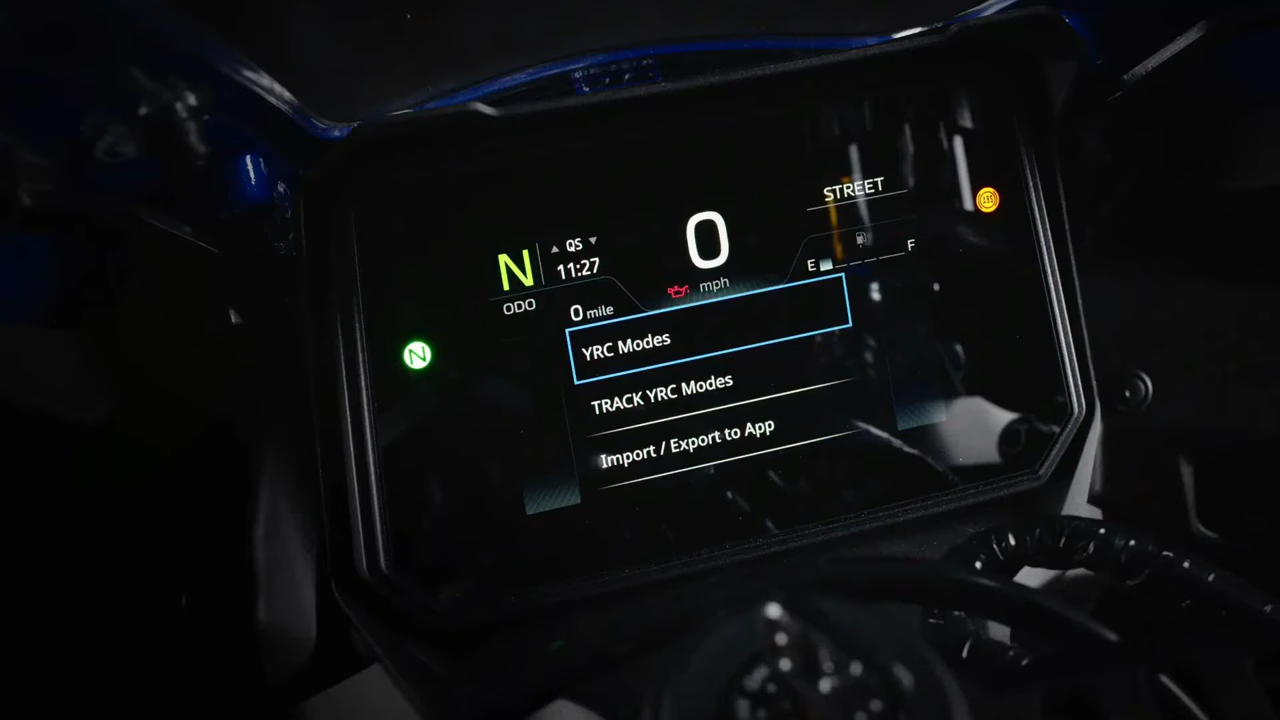 STREET
N
QS
11:27
0
E
F
mph
ODO
0 mile
N
YRC Modes
TRACK YRC Modes
Import / Export to App